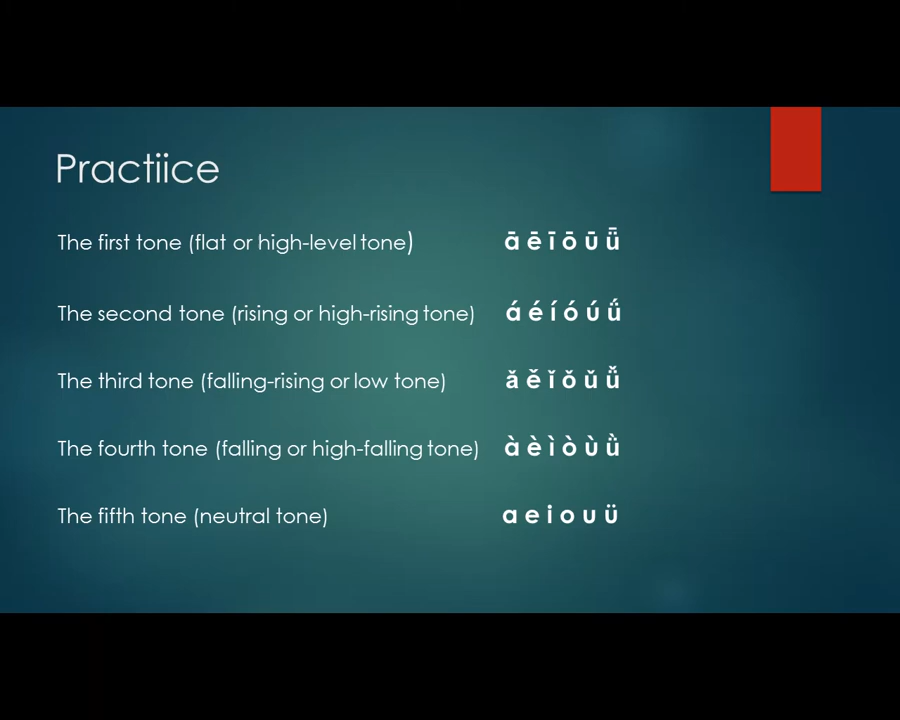 Practiice
The first tone (flat or high-level tone) ā ē ī ō ū ǖ
The second tone (rising or high-rising tone) á é í ó ú ǘ
The third tone (falling-rising or low tone) ǎ ě ǐ ǒ ǔ ǚ
The fourth tone (falling or high-falling tone) à è ì ò ù ǜ
The fifth tone (neutral tone) a e i o u ü